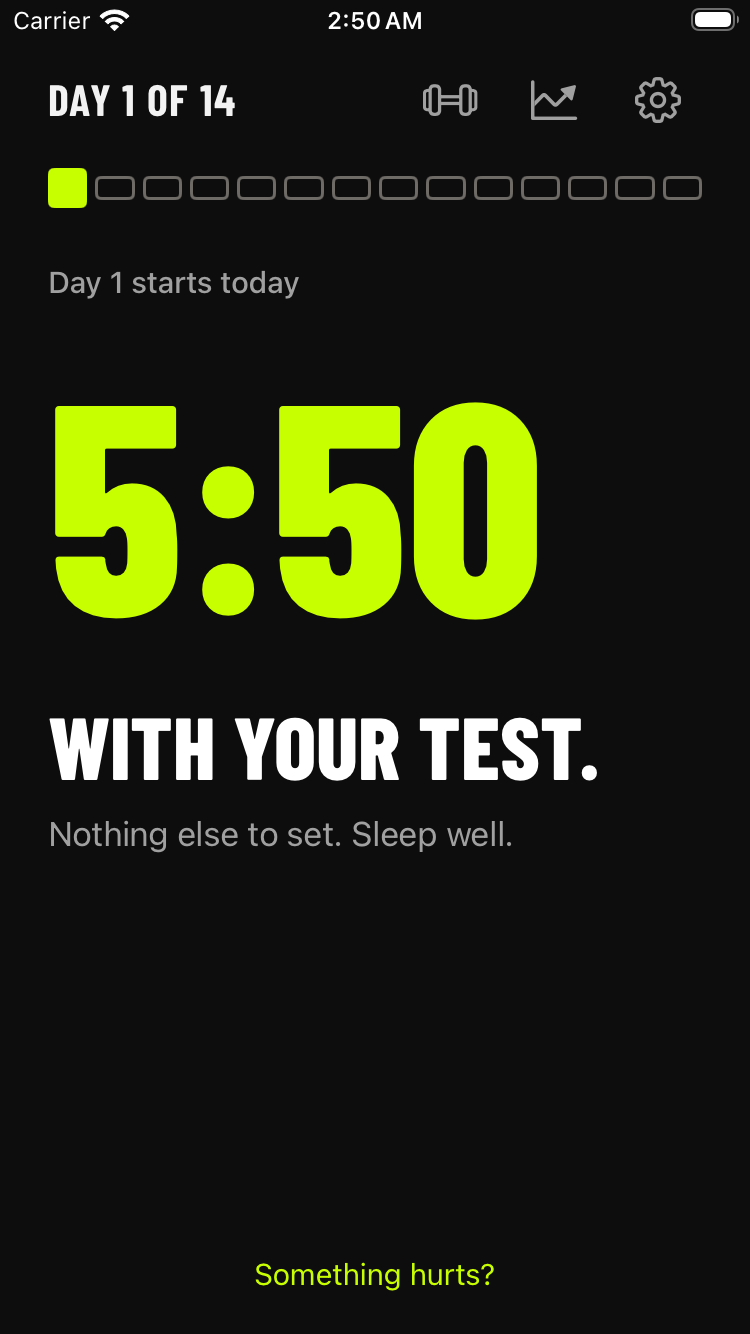 Carrier 2:50 AM
DAY 1 OF 14
Day 1 starts today
5:50
WITH YOUR TEST.
Nothing else to set. Sleep well.
Something hurts?